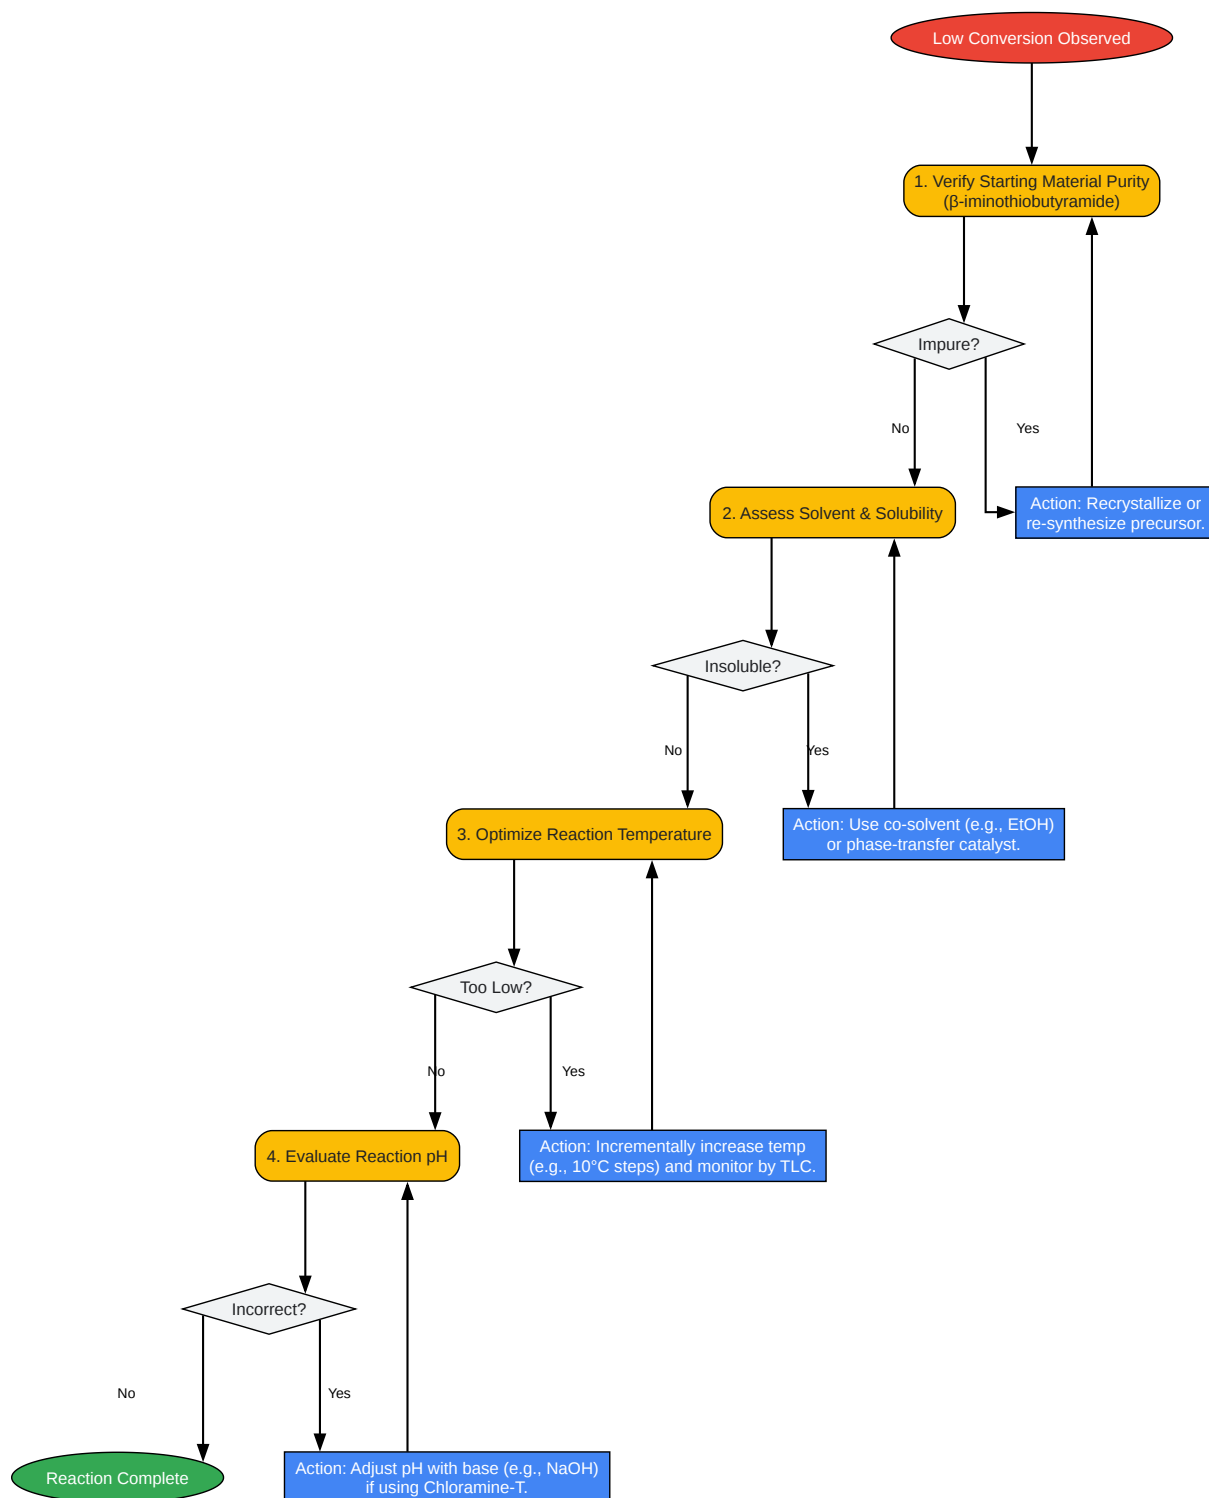 Low Conversion Observed
1. Verify Starting Material Purity
(β-iminothiobutyramide)
Impure?
No
Yes
2. Assess Solvent & Solubility
Action: Recrystallize or
re-synthesize precursor.
Insoluble?
No
Yes
3. Optimize Reaction Temperature
Action: Use co-solvent (e.g., EtOH)
or phase-transfer catalyst.
Too Low?
No
Yes
4. Evaluate Reaction pH
Action: Incrementally increase temp
(e.g., 10°C steps) and monitor by TLC.
Incorrect?
No
Yes
Reaction Complete
Action: Adjust pH with base (e.g., NaOH)
if using Chloramine-T.